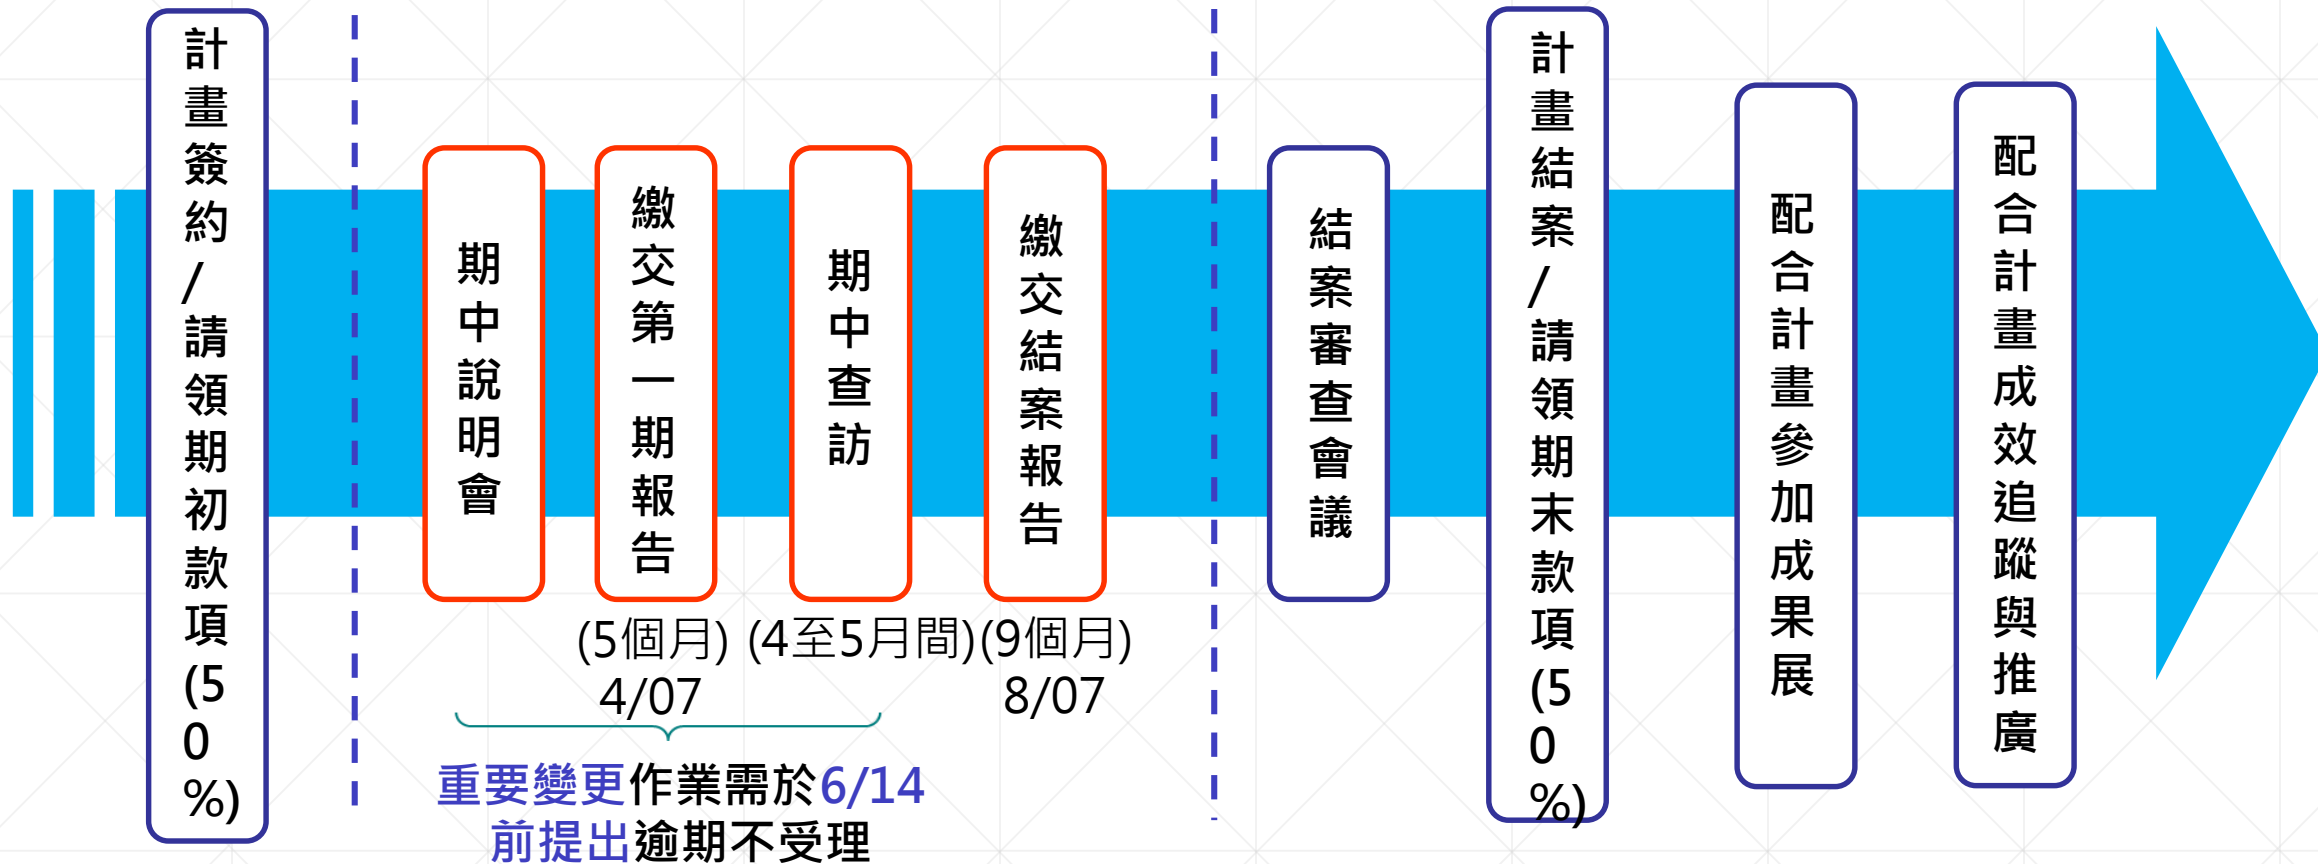 計畫簽約/請領期初款項(50%)
期中說明會
繳交第一期報告
期中查訪
繳交結案報告
結案審查會議
計畫結案/請領期末款項(50%)
配合計畫參加成果展
配合計畫成效追蹤與推廣
(5個月) (4至5月間)(9個月)
4/07
8/07
重要變更作業需於6/14
前提出逾期不受理